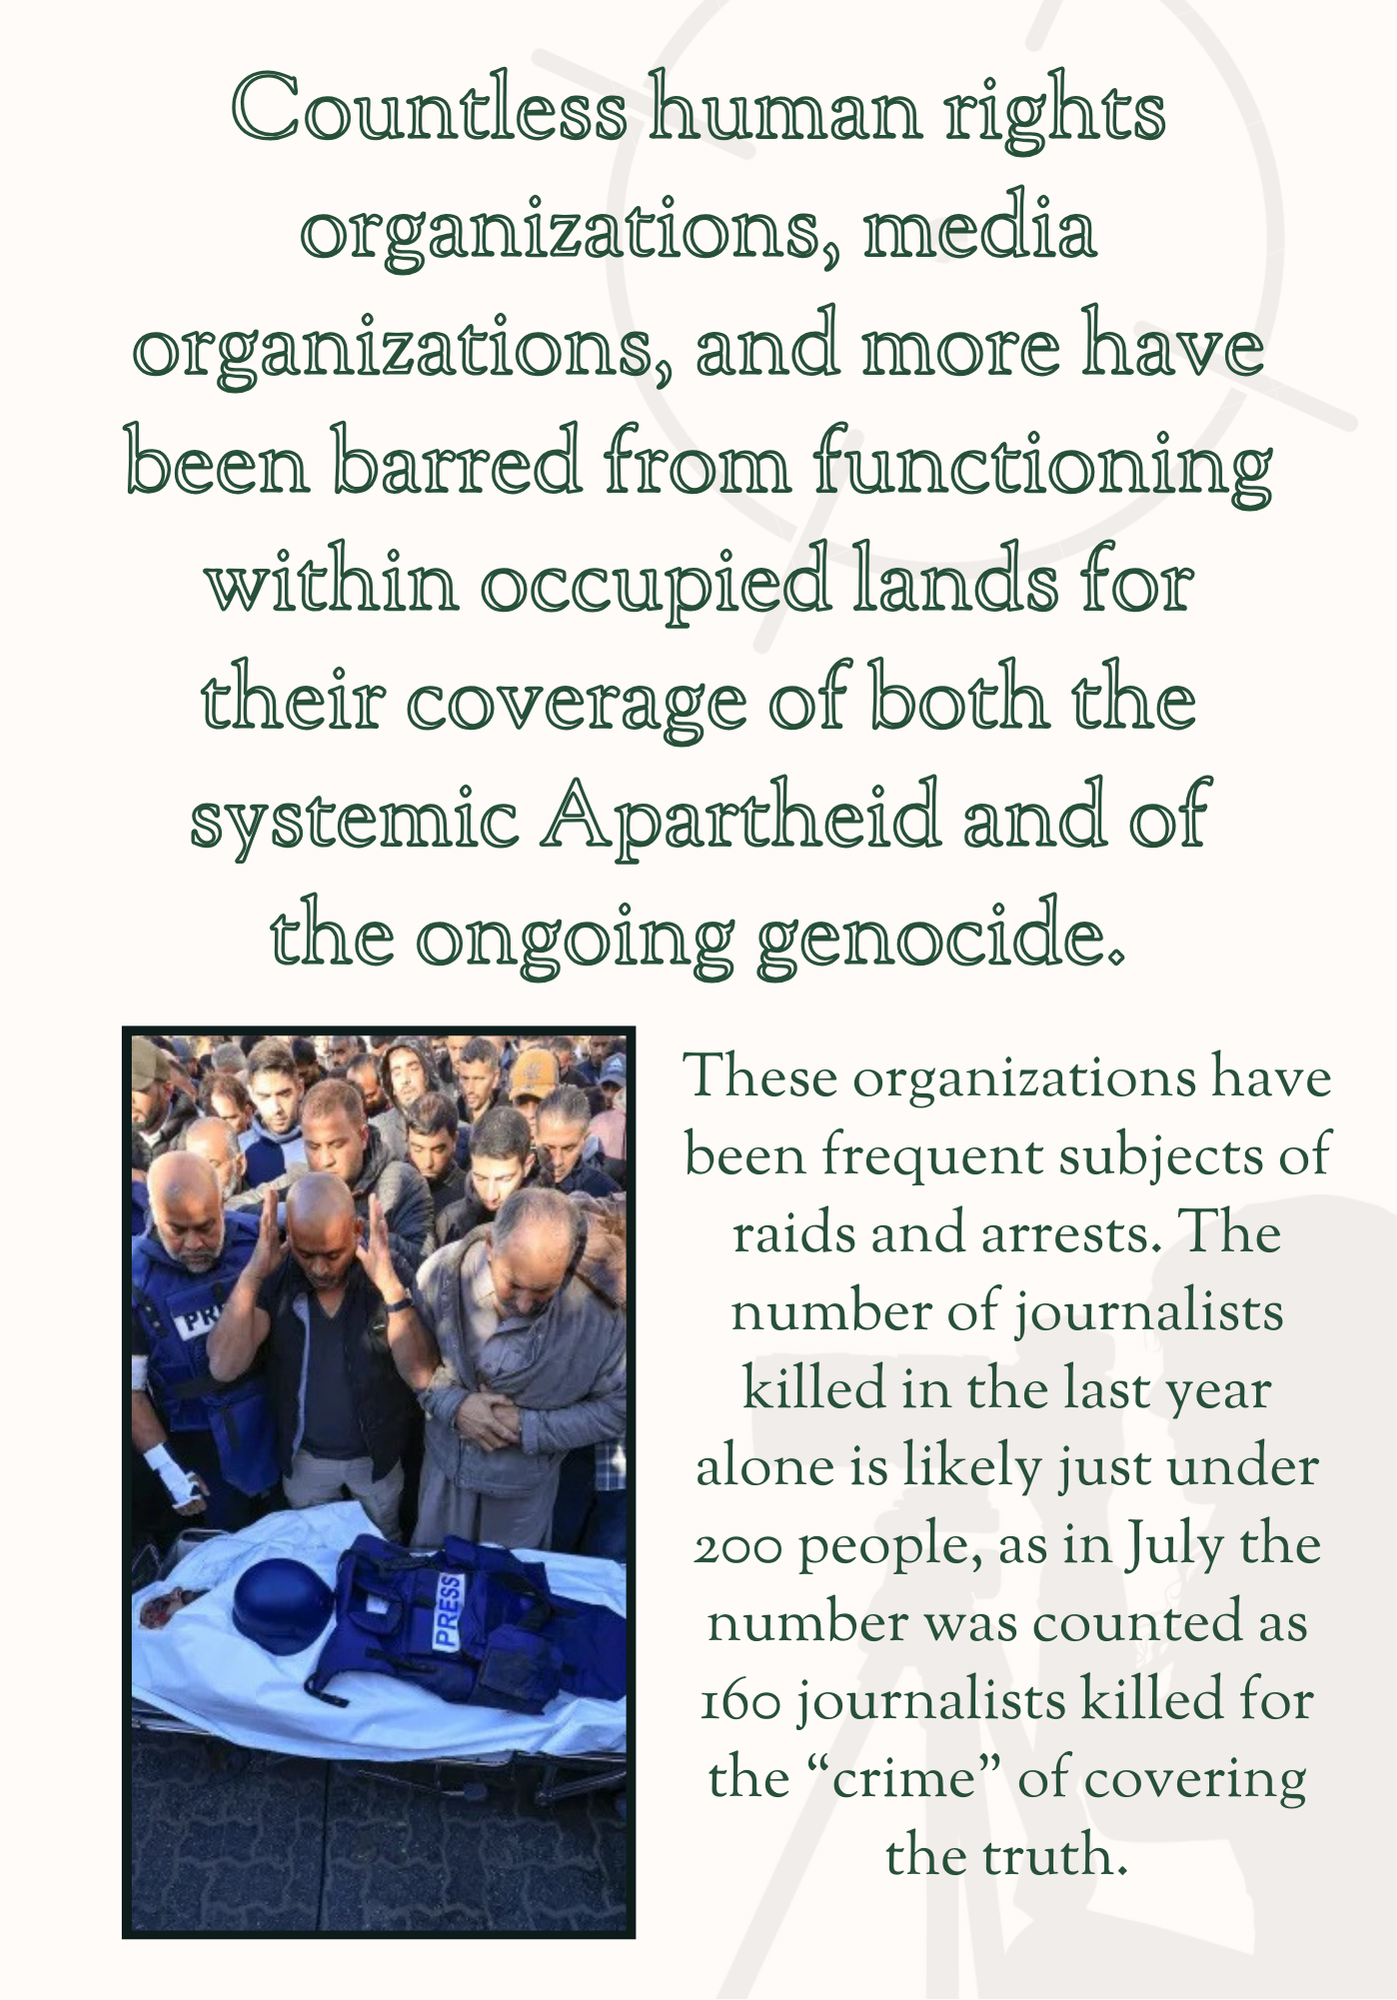 Countless human rights
organizations, media
organizations, and more have
been barred from functioning
within occupied lands for
their coverage of both the
systemic Apartheid and of
the ongoing genocide.
These organizations have
been frequent subjects of
raids and arrests. The
number of journalists
killed in the last year
alone is likely just under
200 people, as in July the
number was counted as
160 journalists killed for
the “crime” of covering
the truth.
PR
PRESS